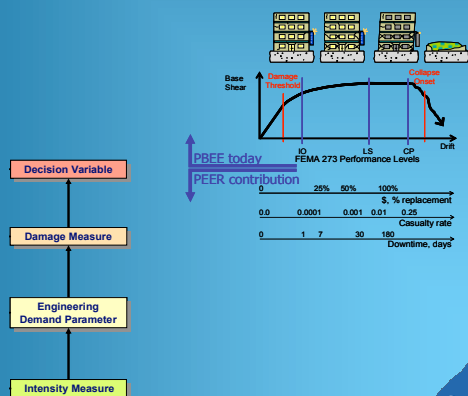 Base
Shear
Damage
Threshold
Collapse
Onset
Drift
IO
LS
CP
FEMA 273 Performance Levels
PBEE today
PEER contribution
0 25% 50% 100%
$, % replacement
0.0 0.0001 0.001 0.01 0.25
Casualty rate
0 1 7 30 180
Downtime, days
Decision Variable
Damage Measure
Engineering
Demand Parameter
Intensity Measure